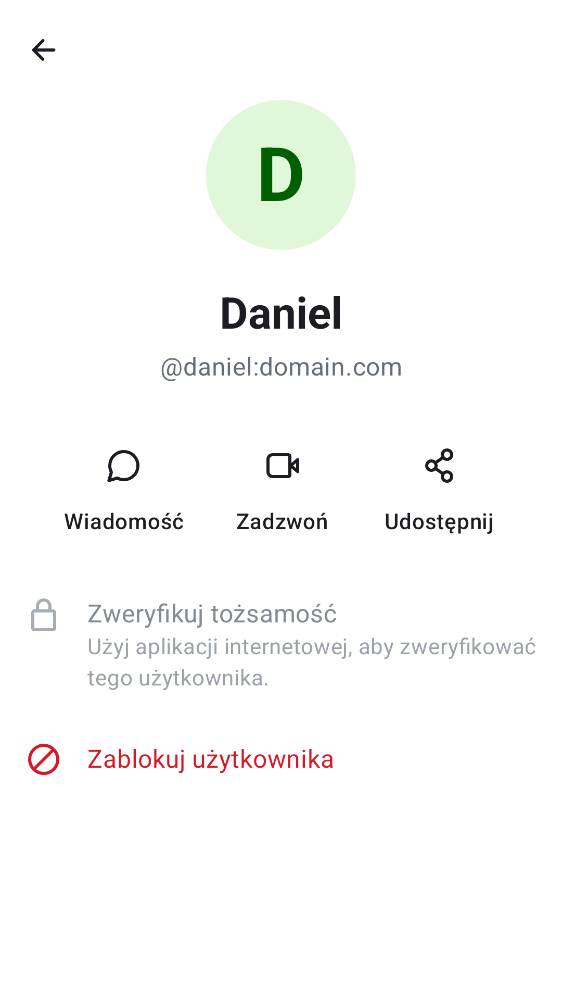 D
Daniel
@daniel:domain.com
Wiadomość
Zadzwoń
Udostępnij
Zweryfikuj tożsamość
Użyj aplikacji internetowej, aby zweryfikować
tego użytkownika.
Zablokuj użytkownika